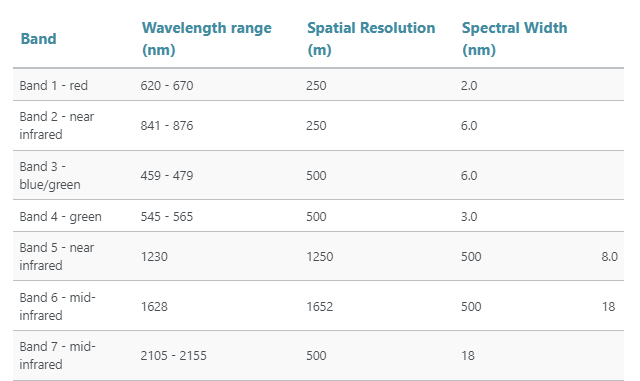 Band Wavelength range (nm) Spatial Resolution (m) Spectral Width (nm)
Band 1 - red 620 - 670 250 2.0
Band 2 - near infrared 841 - 876 250 6.0
Band 3 - blue/green 459 - 479 500 6.0
Band 4 - green 545 - 565 500 3.0
Band 5 - near infrared 1230 1250 500 8.0
Band 6 - mid-infrared 1628 1652 500 18
Band 7 - mid-infrared 2105 - 2155 500 18